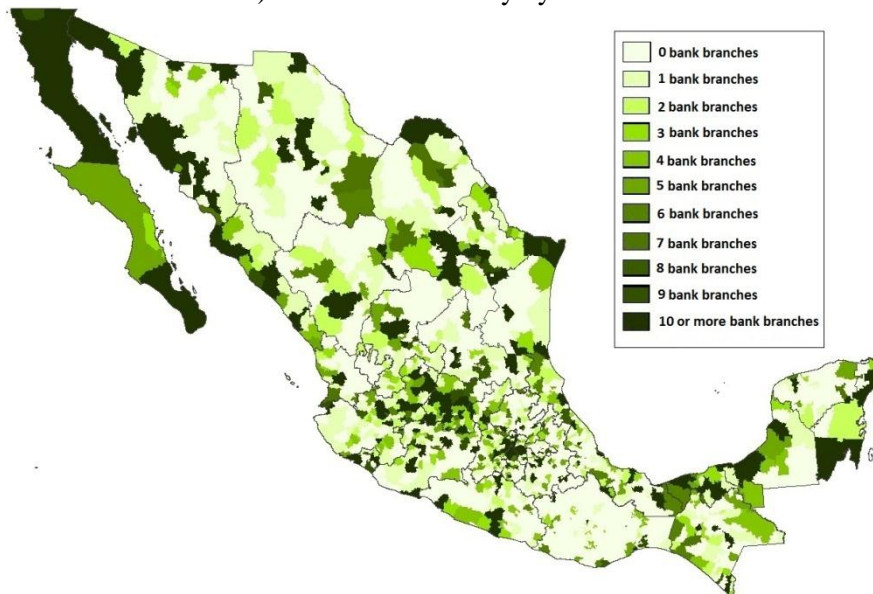 0 bank branches
1 bank branches
2 bank branches
3 bank branches
4 bank branches
5 bank branches
6 bank branches
7 bank branches
8 bank branches
9 bank branches
10 or more bank branches